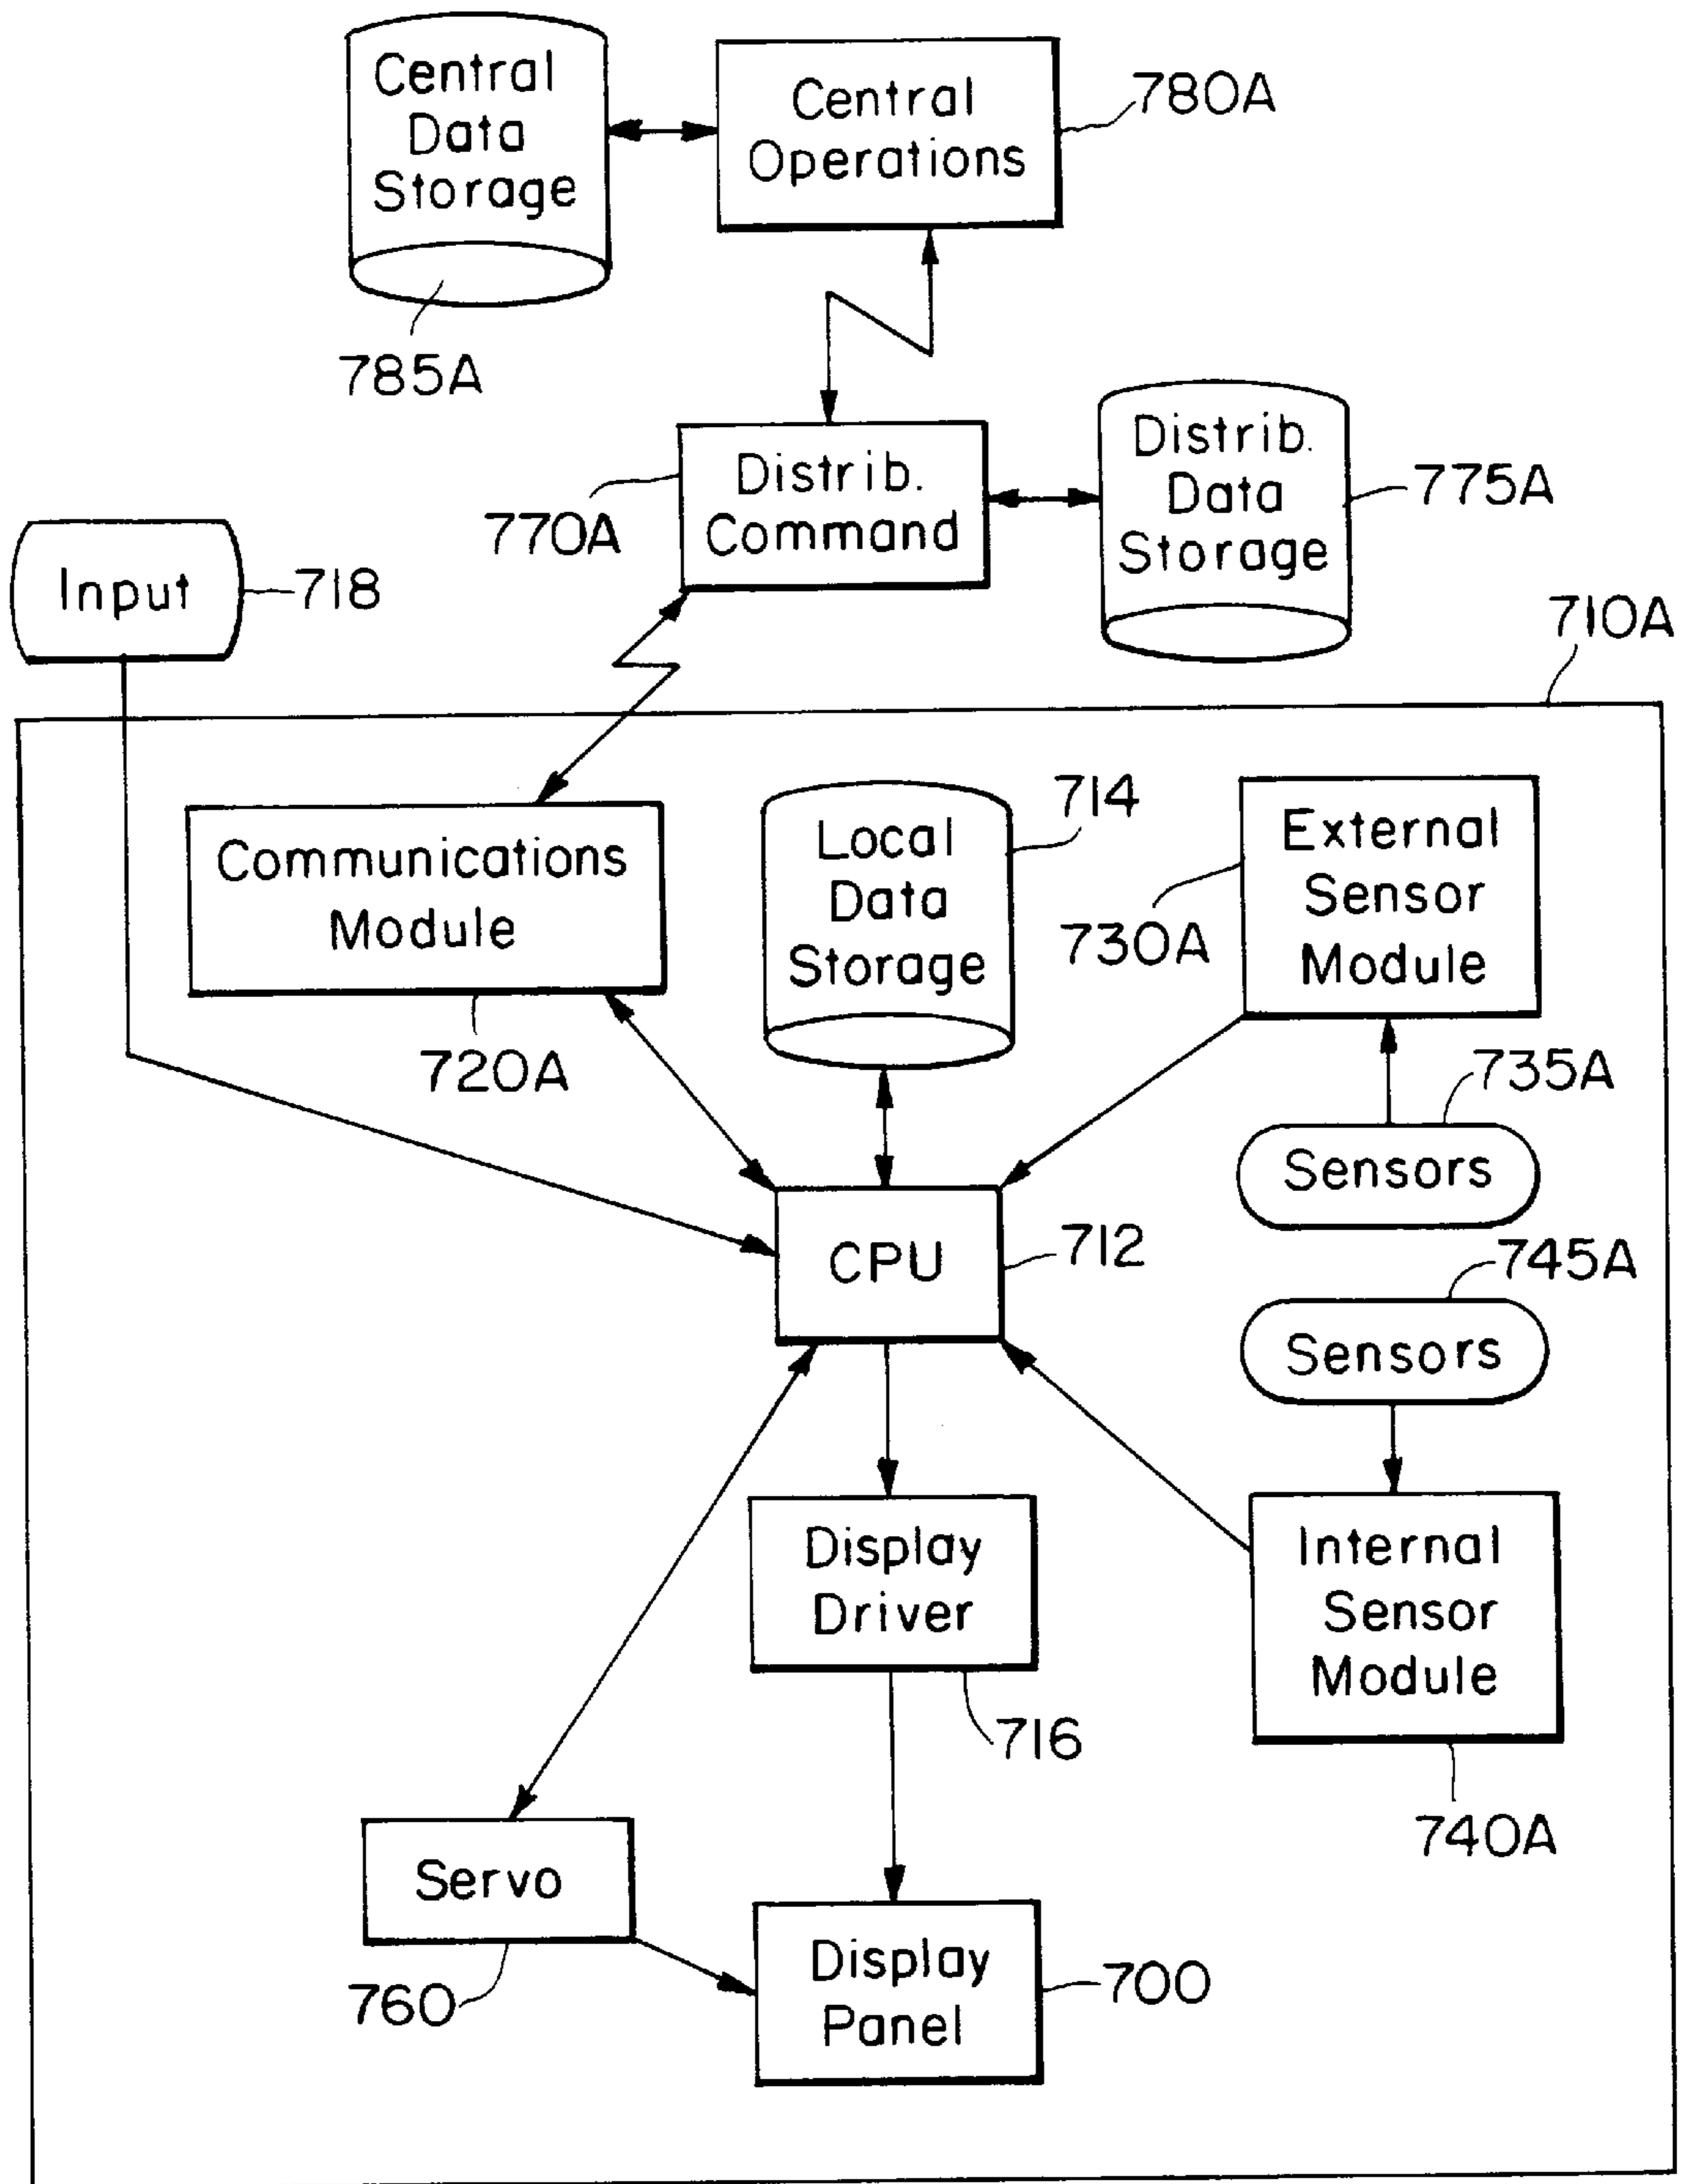 Central
Data
Storage
785A
Central
Operations
780A
Distrib.
Command
770A
Distrib.
Data
Storage
775A
Input
718
710A
Communications
Module
720A
Local
Data
Storage
714
External
Sensor
Module
730A
735A
Sensors
CPU
712
745A
Sensors
Display
Driver
716
Internal
Sensor
Module
740A
Servo
760
Display
Panel
700